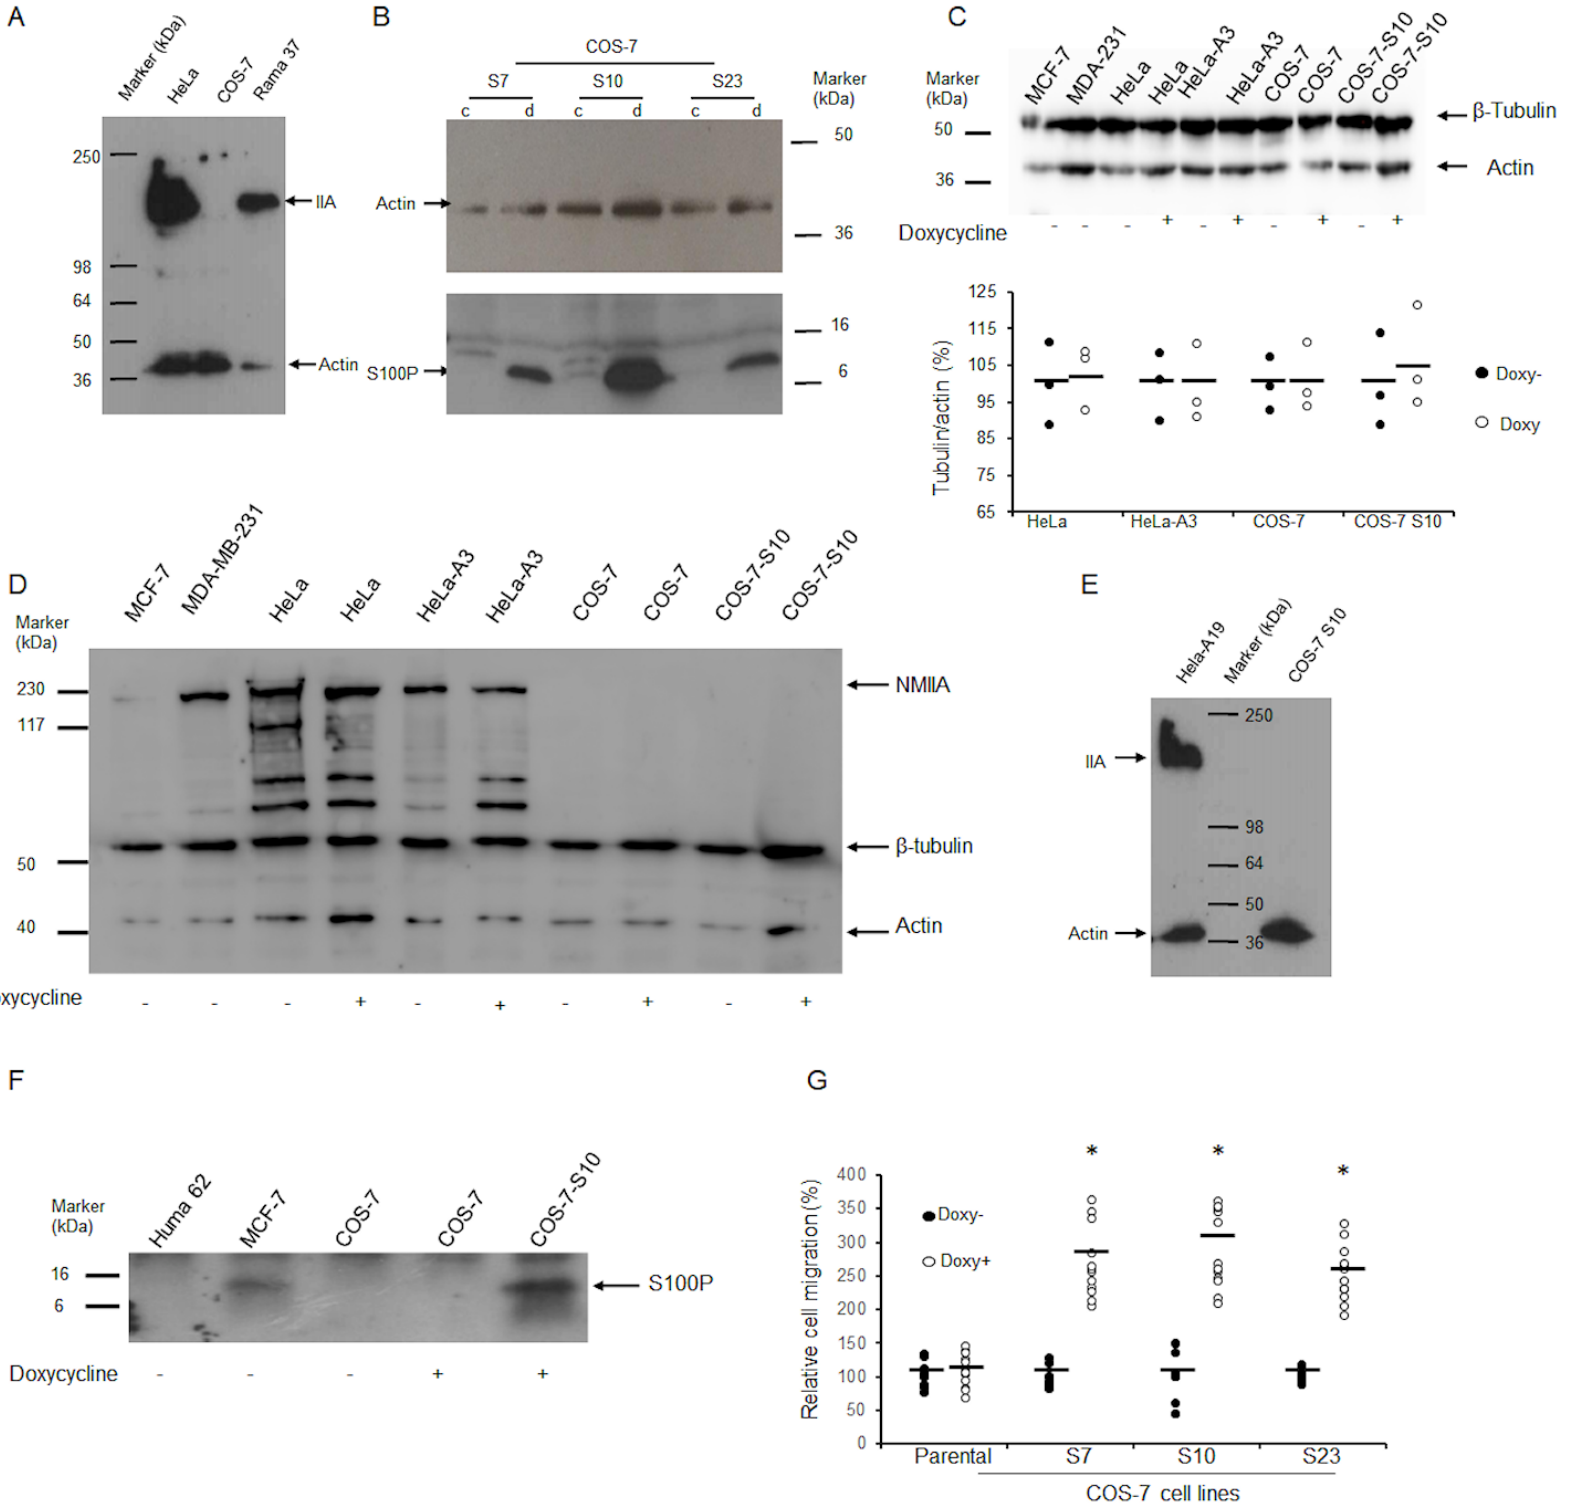 A
Marker (kDa)
HeLa
COS-7
Rama 37
250
98
64
50
36
IIA
Actin
B
COS-7
S7
S10
S23
c
d
c
d
c
d
Marker
(kDa)
50
36
16
6
Actin
S100P
C
MCF-7
MDA-231
HeLa
HeLa
HeLa-A3
HeLa-A3
COS-7
COS-7
COS-7-S10
COS-7-S10
Marker
(kDa)
50
36
β-Tubulin
Actin
Doxycycline
-
-
-
+
-
+
-
+
-
+
Tubulin/actin (%)
125
115
105
95
85
75
65
HeLa
HeLa-A3
COS-7
COS-7 S10
Doxy-
Doxy
D
MCF-7
MDA-MB-231
HeLa
HeLa
HeLa-A3
HeLa-A3
COS-7
COS-7
COS-7-S10
COS-7-S10
Marker
(kDa)
230
117
50
40
NMIIA
β-tubulin
Actin
oxycycline
-
-
-
+
-
+
-
+
-
+
E
Hela-A19
Marker (kDa)
COS-7 S10
250
98
64
50
36
IIA
Actin
F
Marker
(kDa)
Huma 62
MCF-7
COS-7
COS-7
COS-7-S10
16
6
S100P
Doxycycline
-
-
-
+
+
G
Relative cell migration (%)
400
350
300
250
200
150
100
50
0
Doxy-
Doxy+
*
*
*
Parental
S7
S10
S23
COS-7 cell lines